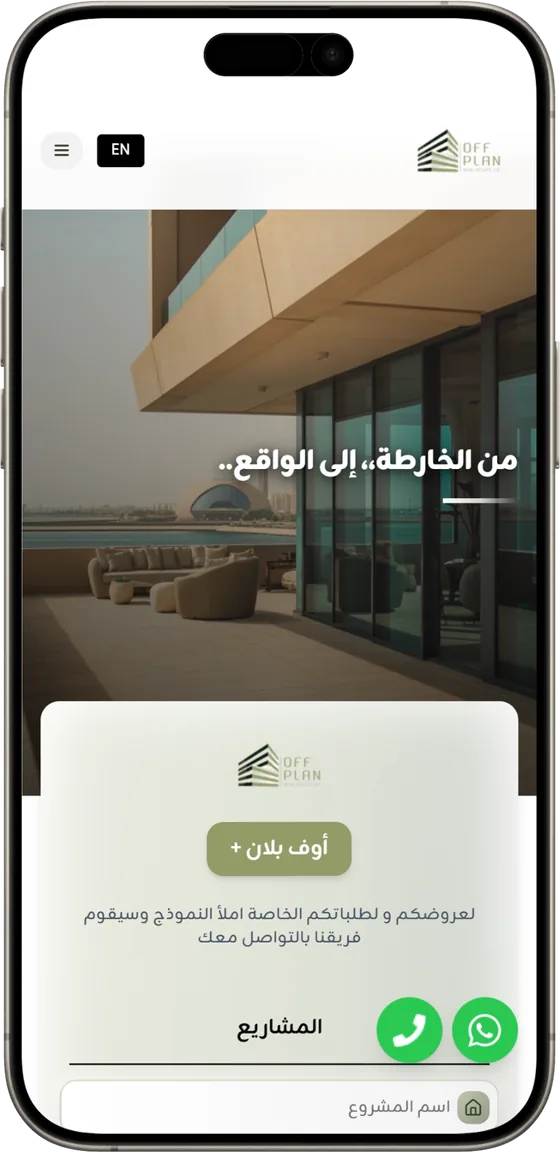 EN
OFF
PLAN
من الخارطة،، إلى الواقع..
OFF
PLAN
أوف بلان +
لعروضكم و لطلباتكم الخاصة املأ النموذج وسيقوم
فريقنا بالتواصل معك
المشاريع
اسم المشروع